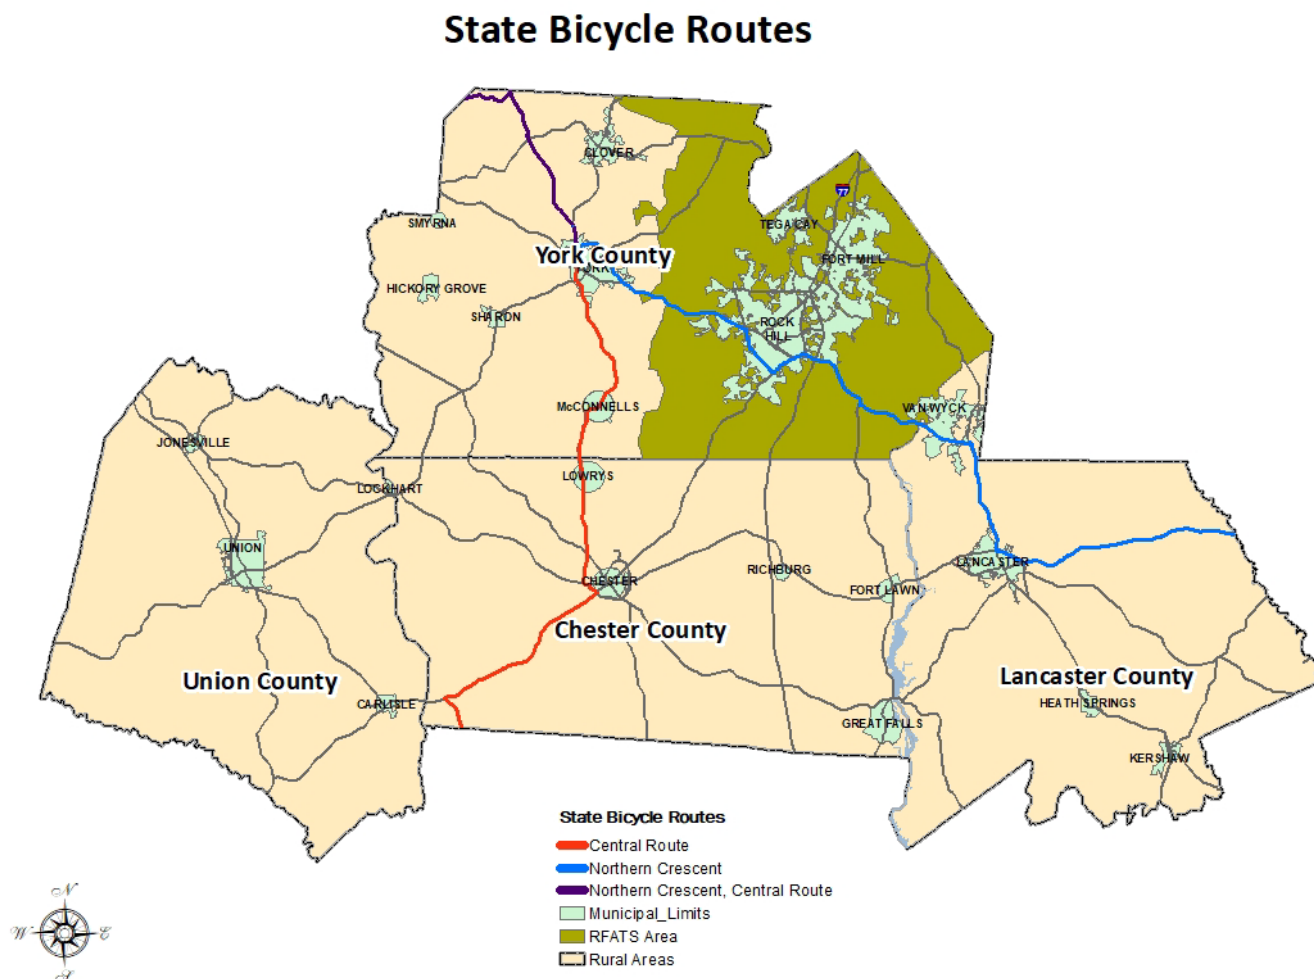 State Bicycle Routes
CLOVER
77
SMYRNA
TEGA CAY
York County
YORK
FORT MILL
HICKORY GROVE
SHARON
ROCK
HILL
McCONNELLS
VAN WYCK
JONESVILLE
LOWRYS
LOCKHART
UNION
LANCASTER
RICHBURG
CHESTER
FORT LAWN
Chester County
Union County
Lancaster County
CARLISLE
HEATH SPRINGS
GREAT FALLS
KERSHAW
State Bicycle Routes
Central Route
Northern Crescent
Northern Crescent, Central Route
Municipal_Limits
RFATS Area
Rural Areas
N
W E
S